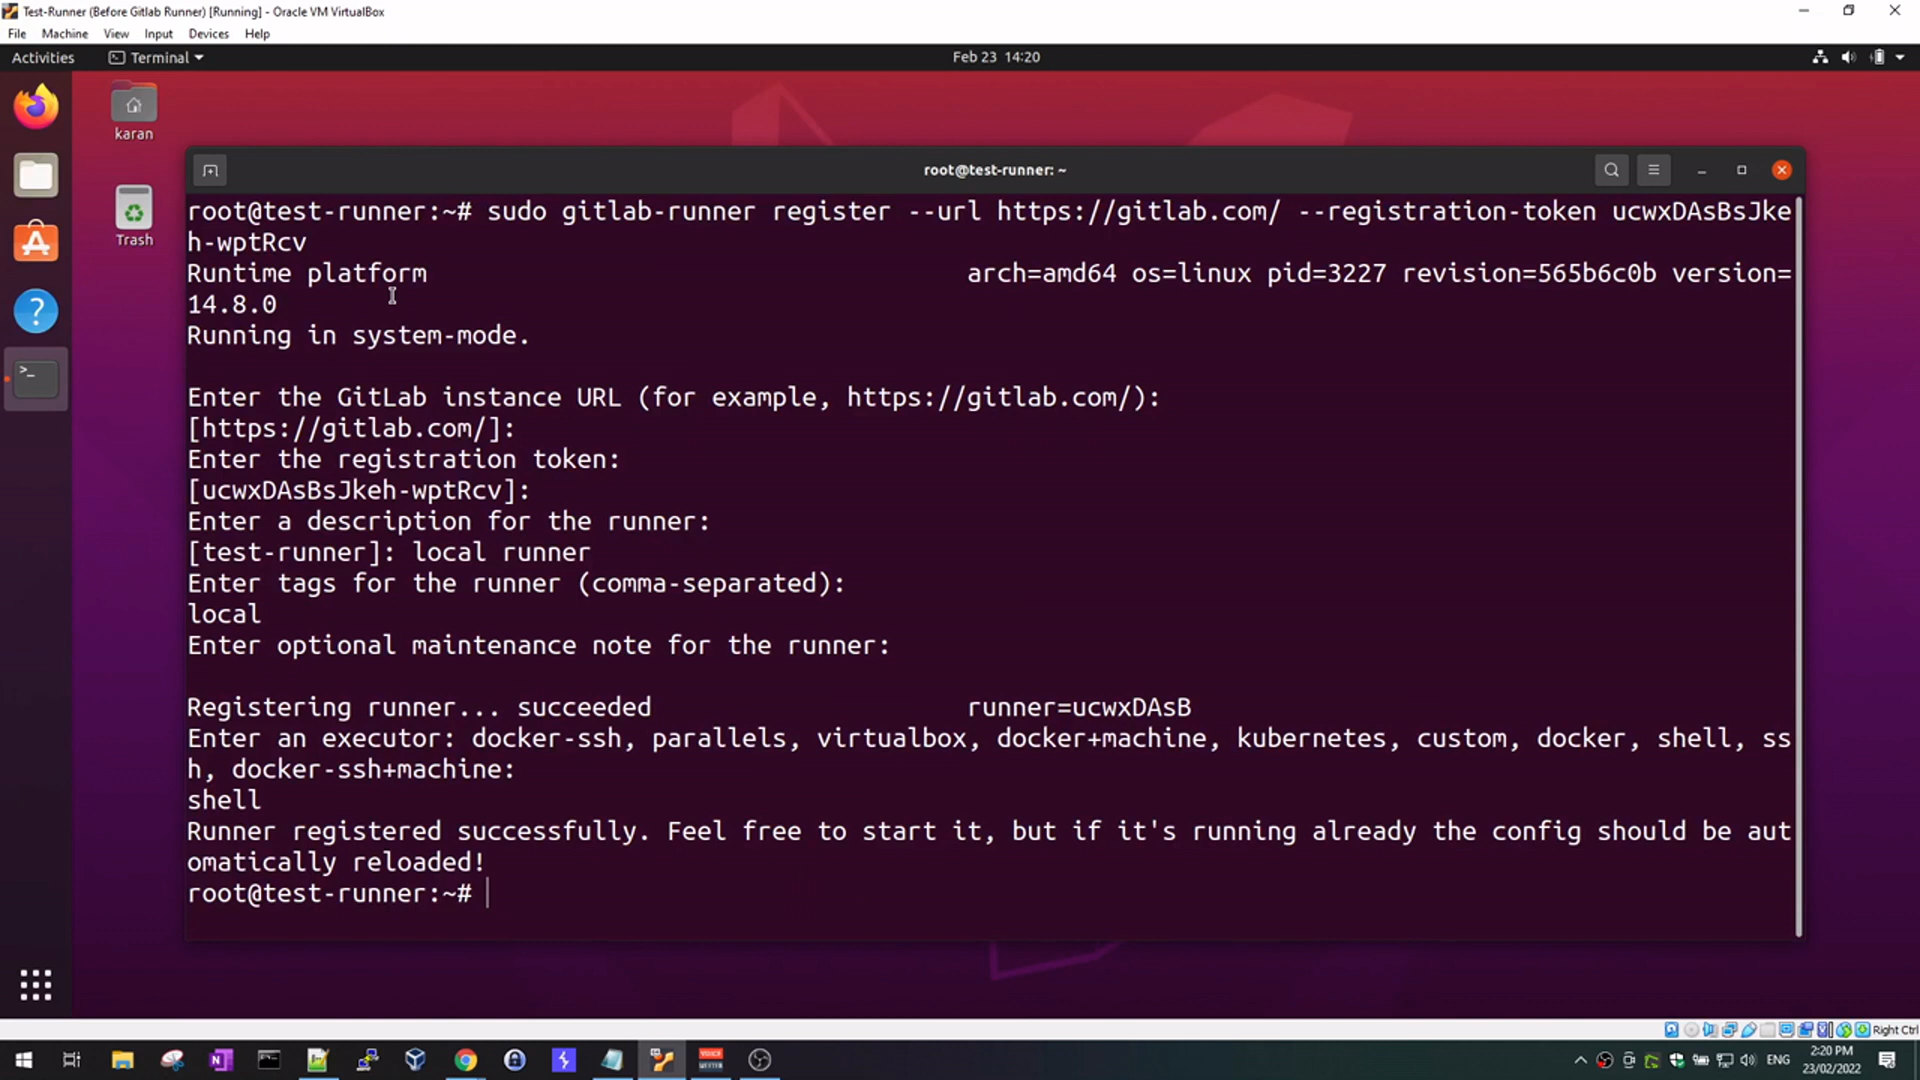 Test-Runner (Before Gitlab Runner) [Running] - Oracle VM VirtualBox
File Machine View Input Devices Help
Activities Terminal Feb 23 14:20
karan
Trash
root@test-runner: ~
root@test-runner:~# sudo gitlab-runner register --url https://gitlab.com/ --registration-token ucwxDAsBsJke
h-wptRcv
Runtime platform arch=amd64 os=linux pid=3227 revision=565b6c0b version=
14.8.0
Running in system-mode.
Enter the GitLab instance URL (for example, https://gitlab.com/):
[https://gitlab.com/]:
Enter the registration token:
[ucwxDAsBsJkeh-wptRcv]:
Enter a description for the runner:
[test-runner]: local runner
Enter tags for the runner (comma-separated):
local
Enter optional maintenance note for the runner:
Registering runner... succeeded runner=ucwxDAsB
Enter an executor: docker-ssh, parallels, virtualbox, docker+machine, kubernetes, custom, docker, shell, ss
h, docker-ssh+machine:
shell
Runner registered successfully. Feel free to start it, but if it's running already the config should be aut
omatically reloaded!
root@test-runner:~#
Right Ctrl
ENG
2:20 PM
23/02/2022